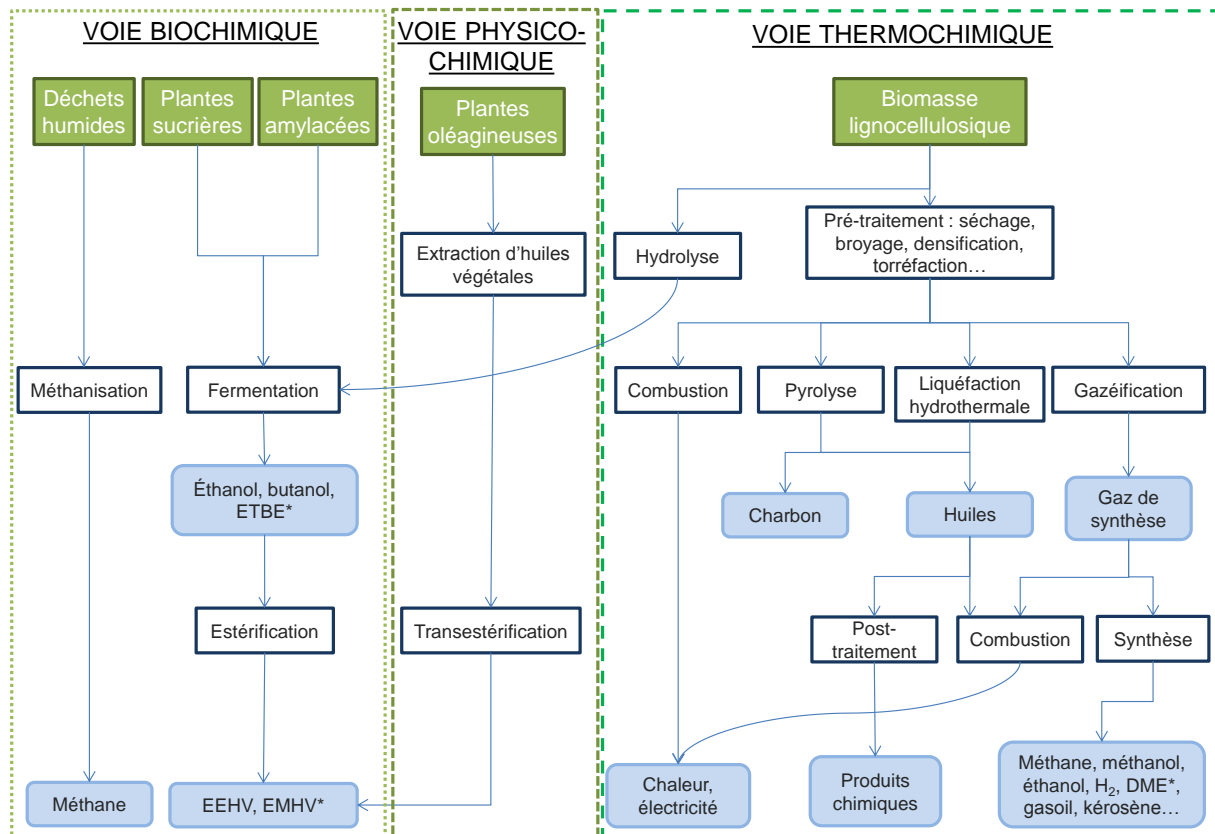 VOIE BIOCHIMIQUE
Déchets
humides
Plantes
sucrières
Plantes
amylacées
Méthanisation
Fermentation
Éthanol, butanol,
ETBE*
Estérification
Méthane
EEHV, EMHV*
VOIE PHYSICO-
CHIMIQUE
Plantes
oléagineuses
Extraction d’huiles
végétales
Transestérification
VOIE THERMOCHIMIQUE
Biomasse
lignocellulosique
Hydrolyse
Pré-traitement : séchage,
broyage, densification,
torréfaction…
Combustion
Pyrolyse
Liquéfaction
hydrothermale
Gazéification
Charbon
Huiles
Gaz de
synthèse
Post-
traitement
Combustion
Synthèse
Chaleur,
électricité
Produits
chimiques
Méthane, méthanol,
éthanol, H₂, DME*,
gasoil, kérosène…